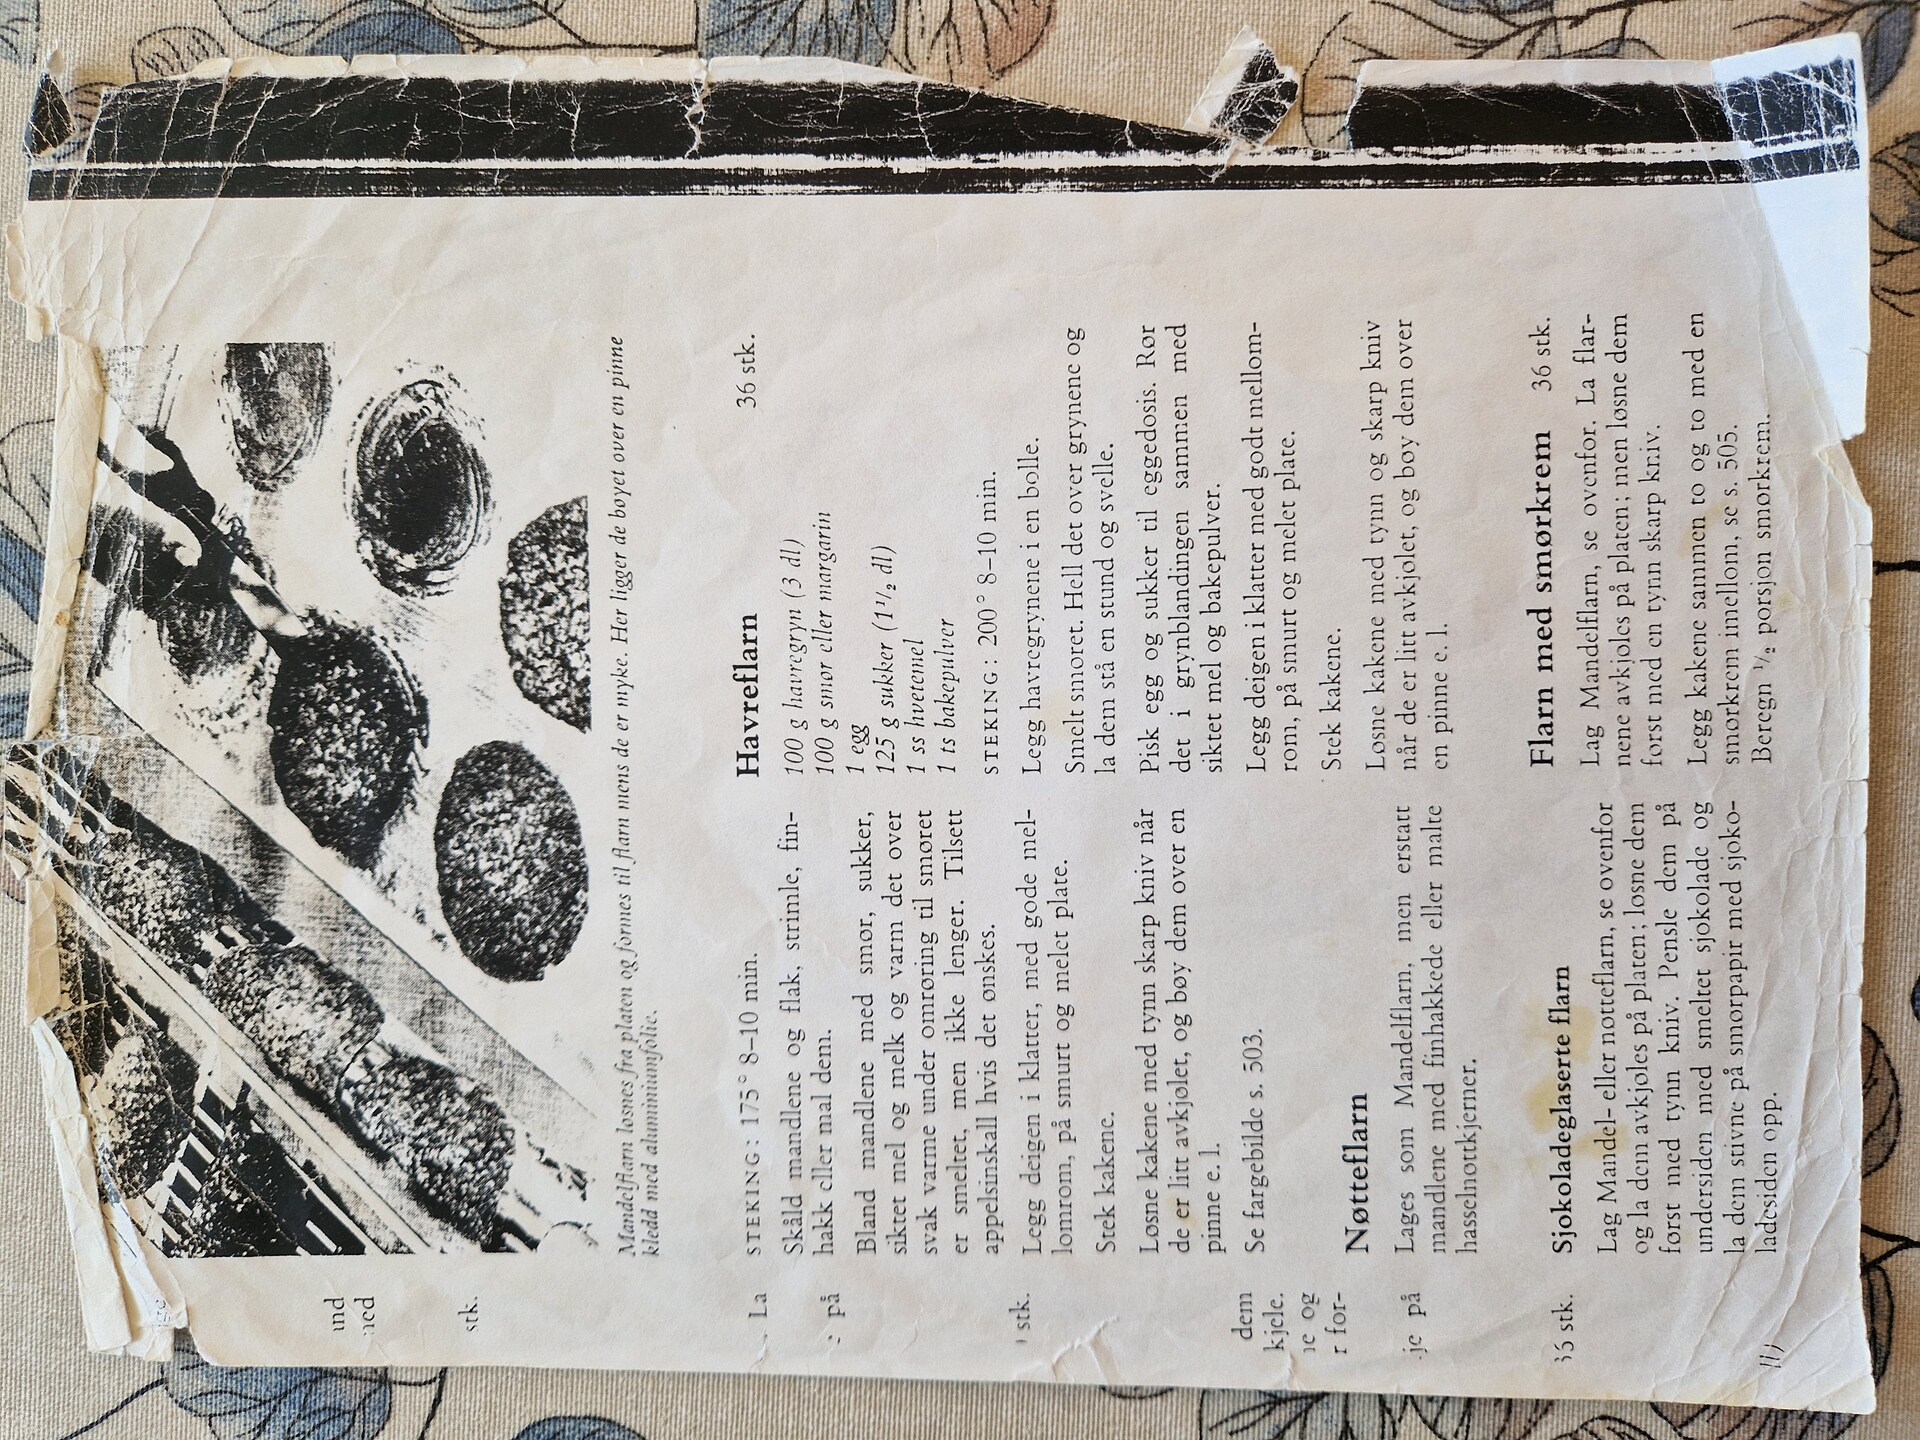 ge
and
ned
stk.
Mandelflarn løsnes fra platen og formes til flarn mens de er myke. Her ligger de bøyet over en pinne
kledd med aluminiumfolie.
La
på
stk.
dem
kjele.
og
r for-
på
stk.
STEKING: 175° 8–10 min.
Skåld mandlene og flak, strimle, fin-
hakk eller mal dem.
Bland mandlene med smør, sukker,
siktet mel og melk og varm det over
svak varme under omrøring til smøret
er smeltet, men ikke lenger. Tilsett
appelsinskall hvis det ønskes.
Legg deigen i klatter, med gode mel-
lomrom, på smurt og melet plate.
Stek kakene.
Løsne kakene med tynn skarp kniv når
de er litt avkjølet, og bøy dem over en
pinne e. l.
Se fargebilde s. 503.
Nøtteflarn
Lages som Mandelflarn, men erstatt
mandlene med finhakkede eller malte
hasselnøttkjerner.
Sjokoladeglaserte flarn
Lag Mandel- eller nøtteflarn, se ovenfor
og la dem avkjøles på platen; løsne dem
først med tynn kniv. Pensle dem på
undersiden med smeltet sjokolade og
la dem stivne på smørpapir med sjoko-
ladesiden opp.
Havreflarn 36 stk.
100 g havregryn (3 dl)
100 g smør eller margarin
1 egg
125 g sukker (1 1/2 dl)
1 ss hvetemel
1 ts bakepulver
STEKING: 200° 8–10 min.
Legg havregrynene i en bolle.
Smelt smøret. Hell det over grynene og
la dem stå en stund og svelle.
Pisk egg og sukker til eggedosis. Rør
det i grynblandingen sammen med
siktet mel og bakepulver.
Legg deigen i klatter med godt mellom-
rom, på smurt og melet plate.
Stek kakene.
Løsne kakene med tynn og skarp kniv
når de er litt avkjølet, og bøy dem over
en pinne e. l.
Flarn med smørkrem 36 stk.
Lag Mandelflarn, se ovenfor. La flar-
nene avkjøles på platen; men løsne dem
først med en tynn skarp kniv.
Legg kakene sammen to og to med en
smørkrem imellom, se s. 505.
Beregn 1/2 porsjon smørkrem.